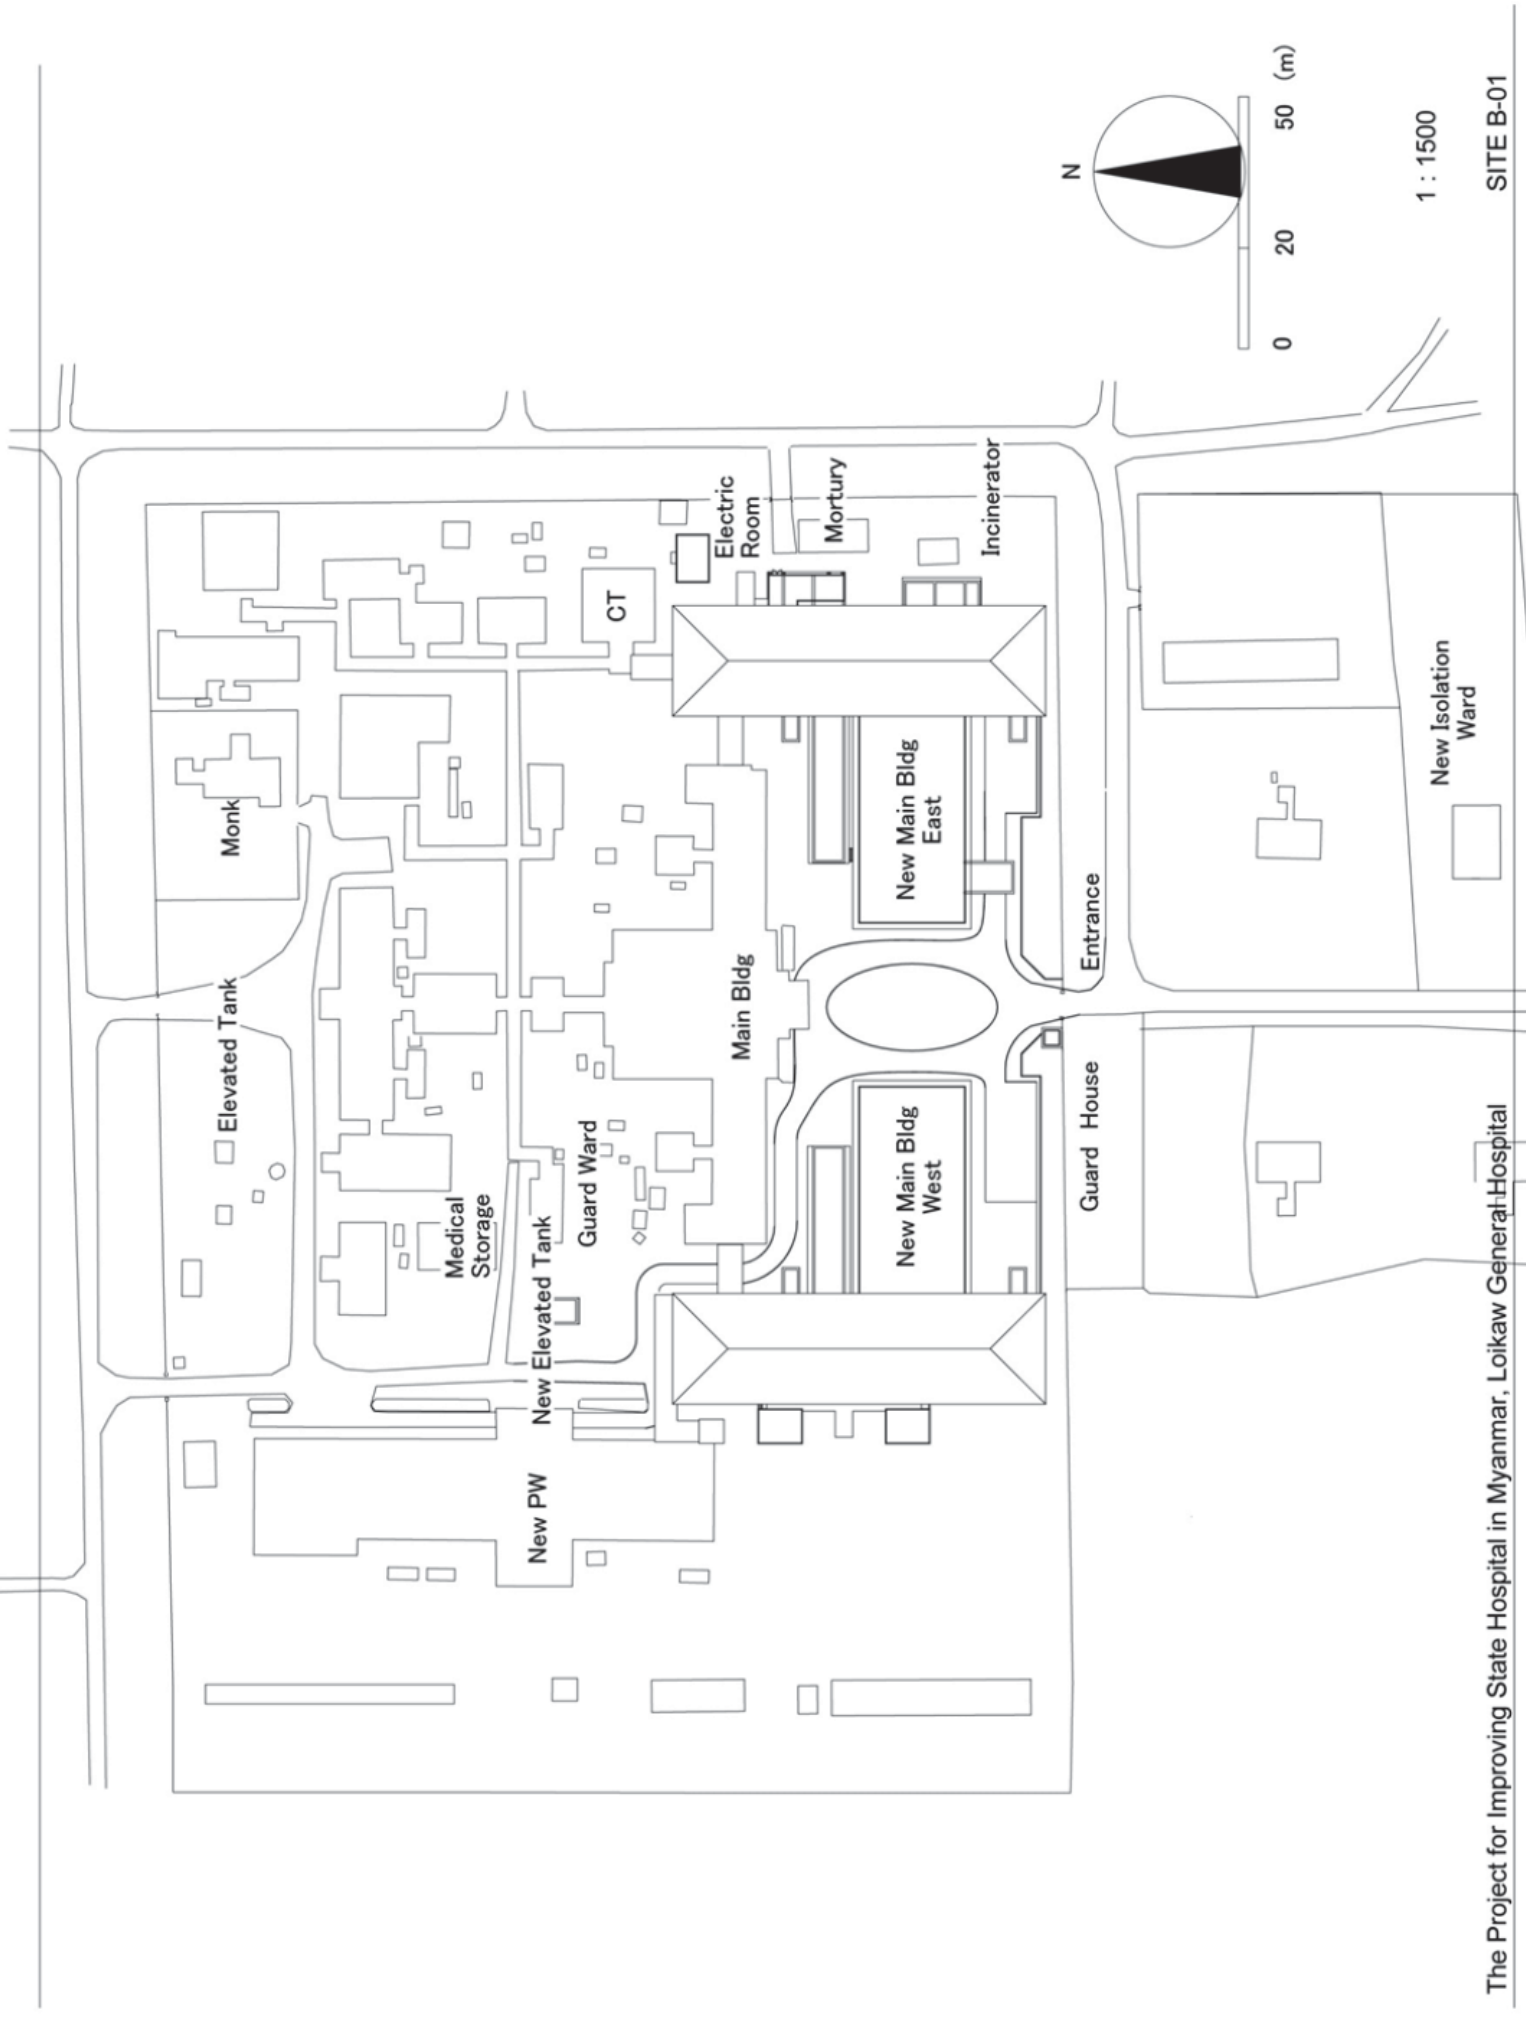 Monk
Elevated Tank
Medical
Storage
New Elevated Tank
Guard Ward
New PW
CT
Electric
Room
Mortury
Incinerator
Main Bldg
New Main Bldg
West
New Main Bldg
East
Guard House
Entrance
New Isolation
Ward
N
0 20 50 (m)
1 : 1500
The Project for Improving State Hospital in Myanmar, Loikaw General Hospital
SITE B-01